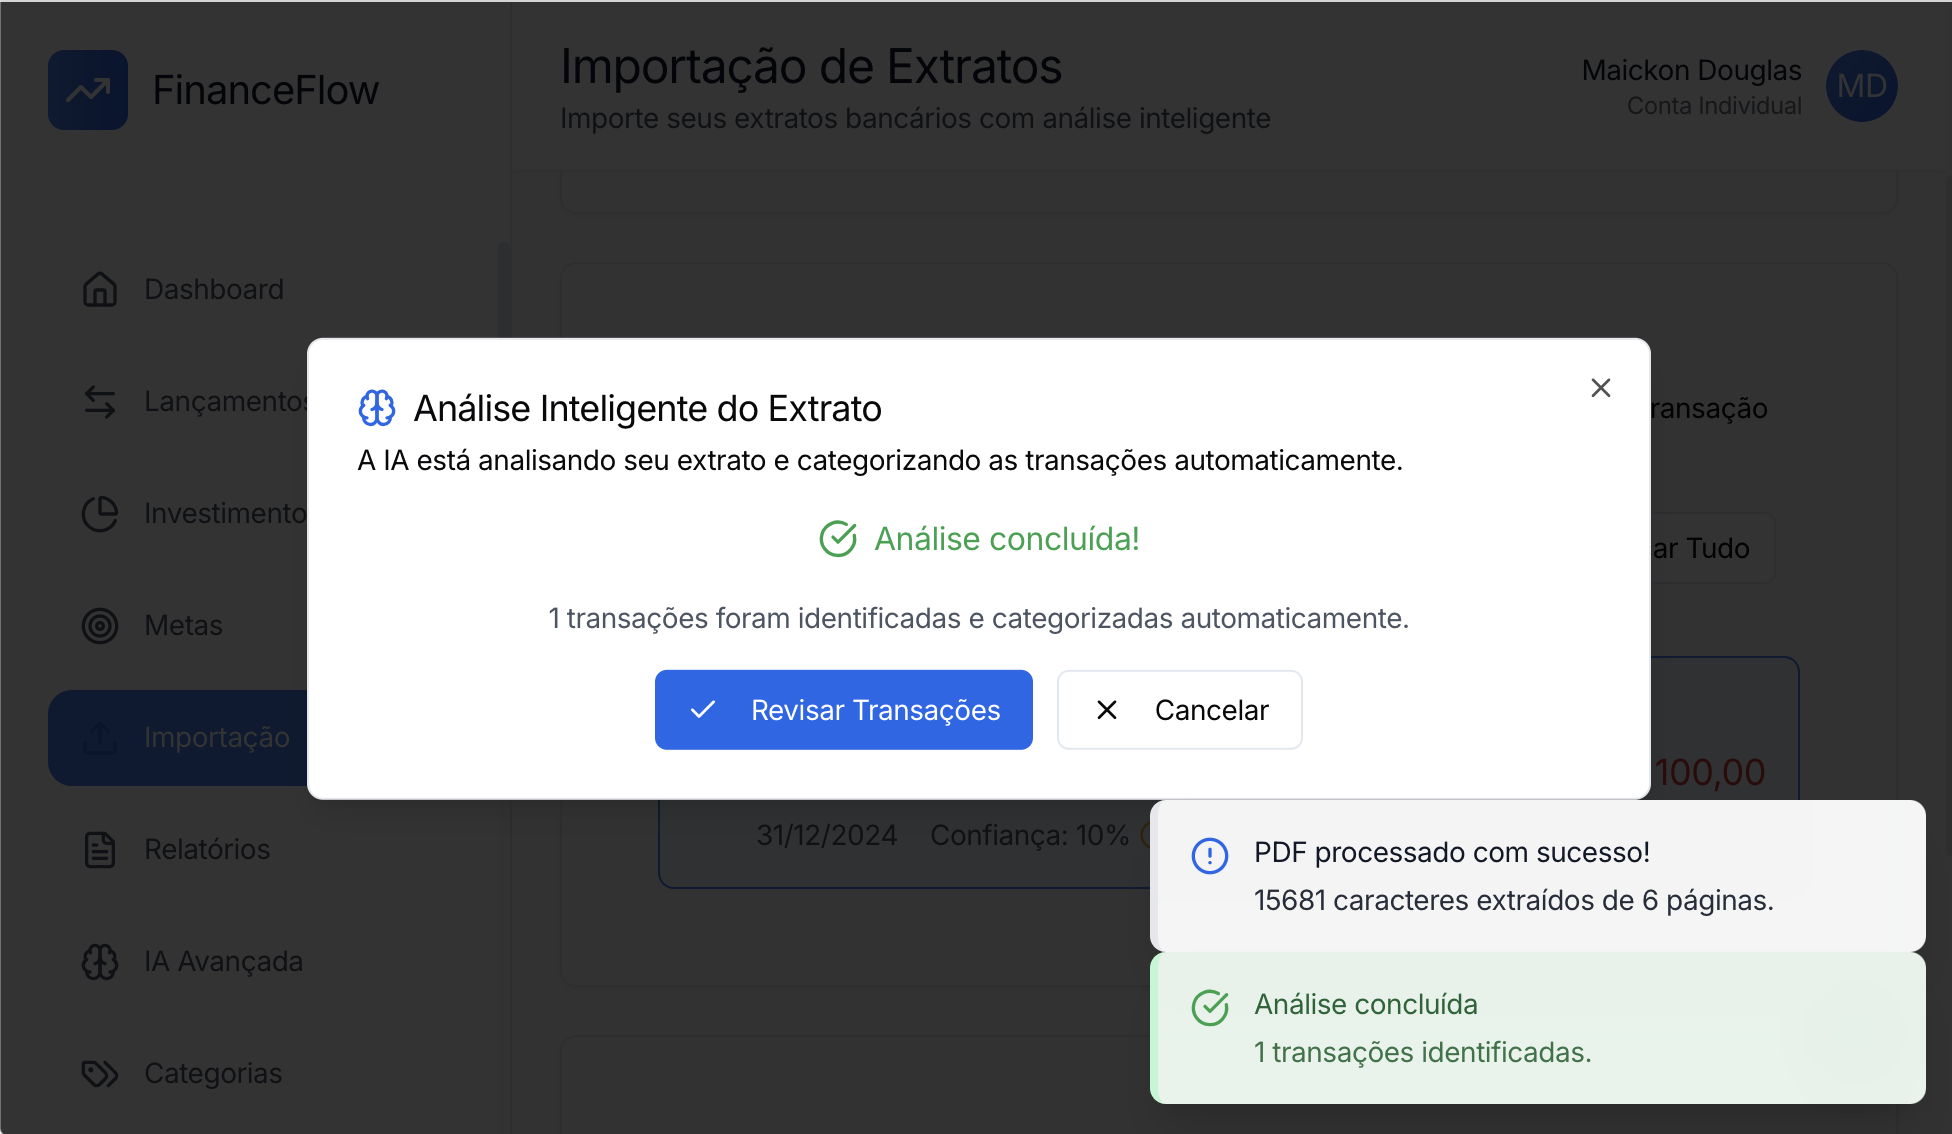 FinanceFlow
Importação de Extratos
Importe seus extratos bancários com análise inteligente
Maickon Douglas
Conta Individual
MD
Dashboard
Lançamentos
Investimento
Metas
Importação
Relatórios
IA Avançada
Categorias
Análise Inteligente do Extrato
A IA está analisando seu extrato e categorizando as transações automaticamente.
Análise concluída!
1 transações foram identificadas e categorizadas automaticamente.
Revisar Transações
Cancelar
ransação
ar Tudo
100,00
31/12/2024 Confiança: 10%
PDF processado com sucesso!
15681 caracteres extraídos de 6 páginas.
Análise concluída
1 transações identificadas.